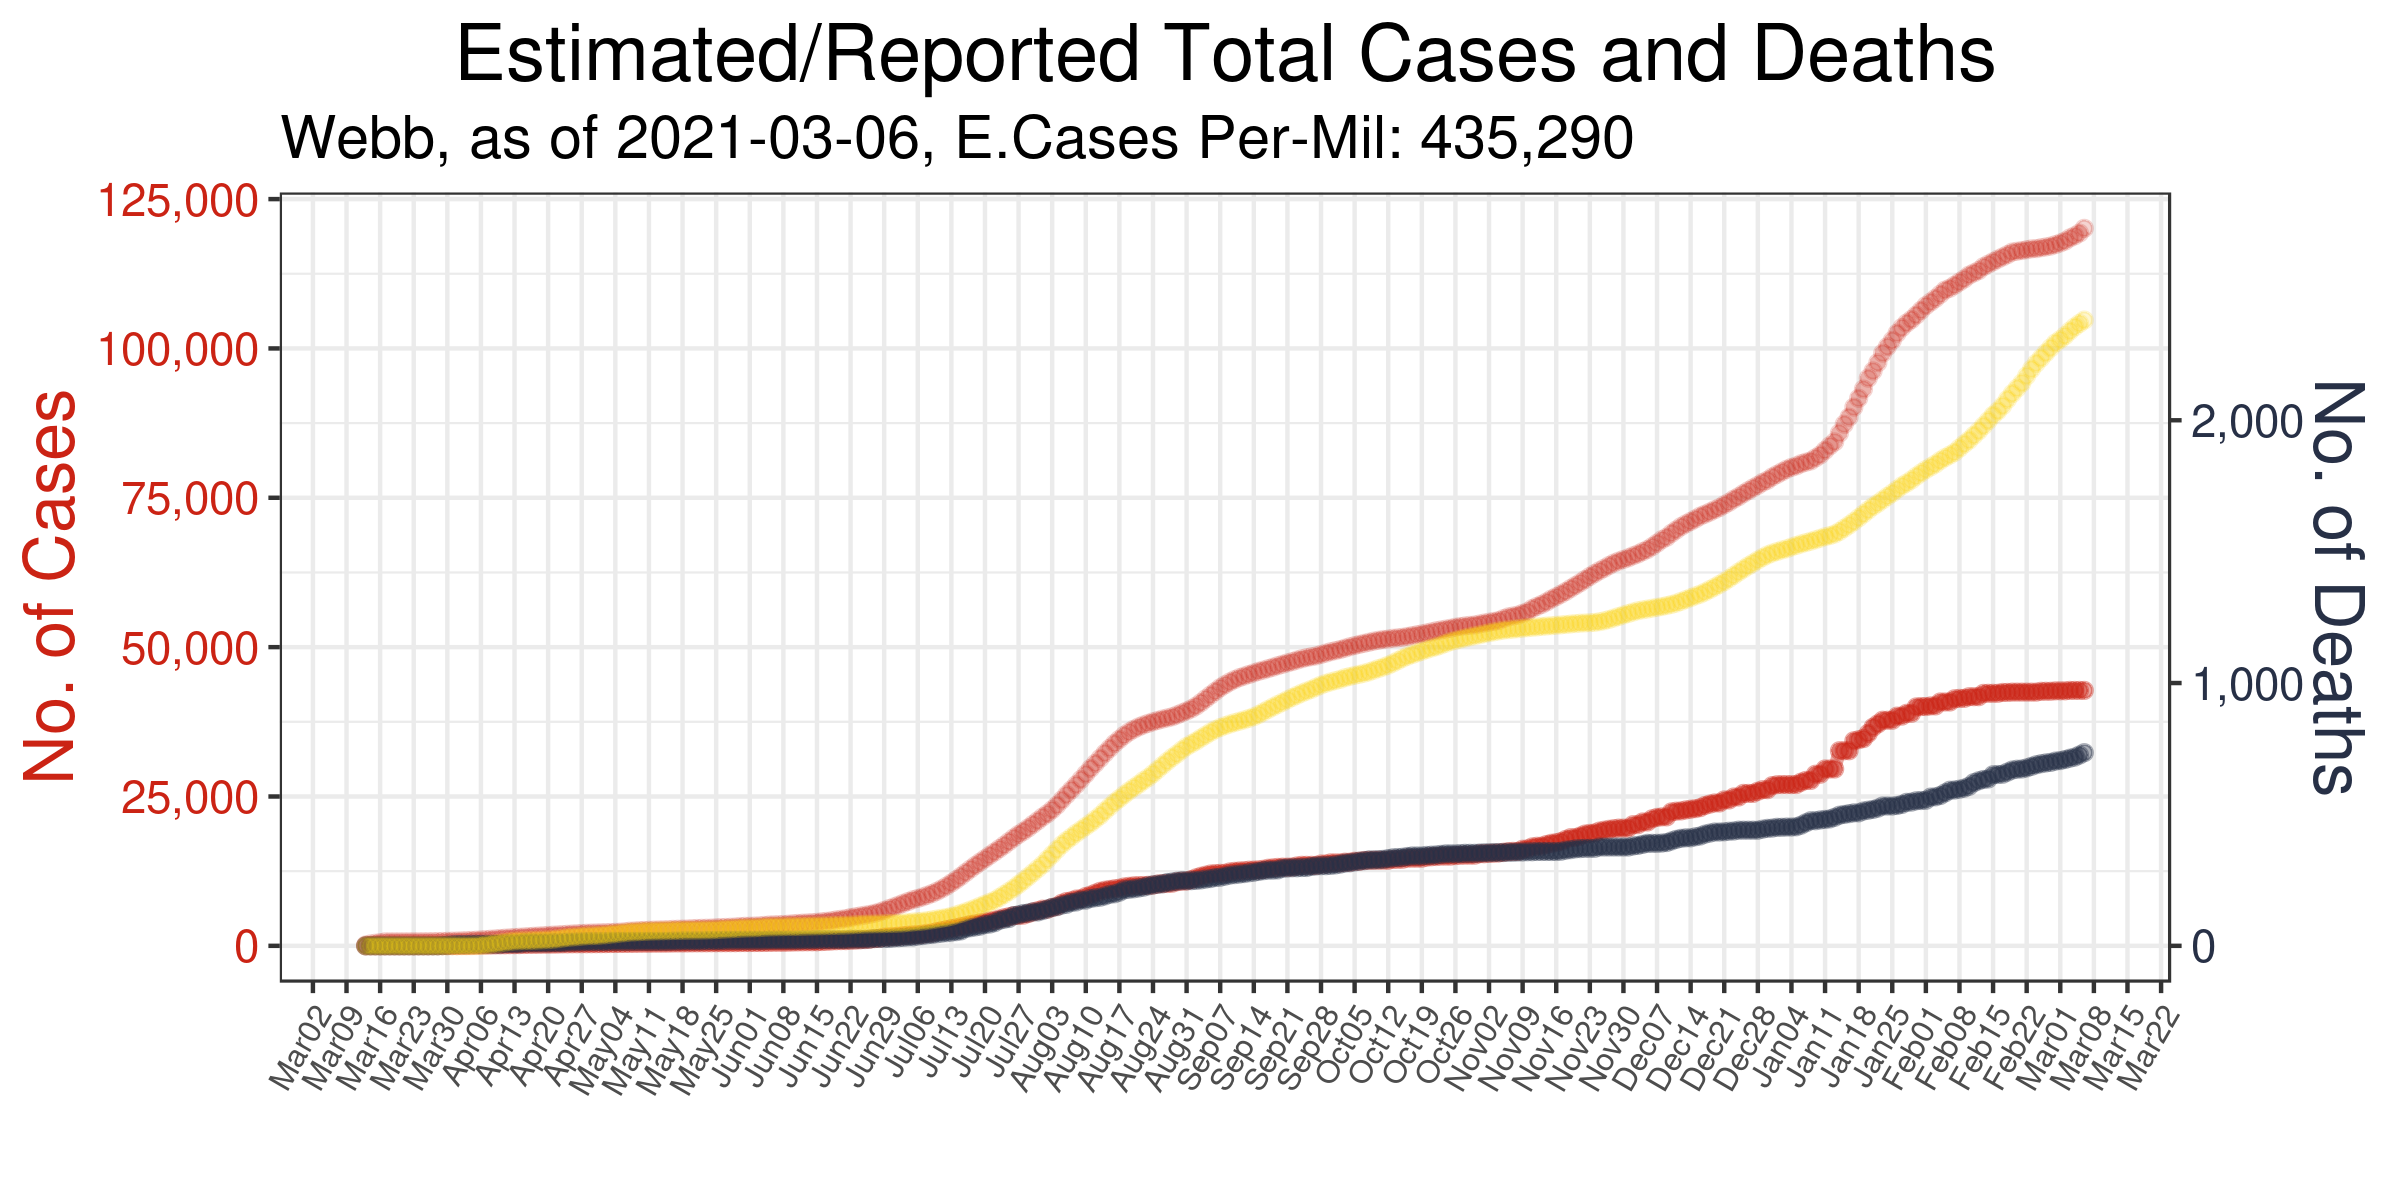 Estimated/Reported Total Cases and Deaths
Webb, as of 2021-03-06, E.Cases Per-Mil: 435,290
No. of Cases
125,000
100,000
75,000
50,000
25,000
0
No. of Deaths
2,000
1,000
0
Mar02
Mar09
Mar16
Mar23
Mar30
Apr06
Apr13
Apr20
Apr27
May04
May11
May18
May25
Jun01
Jun08
Jun15
Jun22
Jun29
Jul06
Jul13
Jul20
Jul27
Aug03
Aug10
Aug17
Aug24
Aug31
Sep07
Sep14
Sep21
Sep28
Oct05
Oct12
Oct19
Oct26
Nov02
Nov09
Nov16
Nov23
Nov30
Dec07
Dec14
Dec21
Dec28
Jan04
Jan11
Jan18
Jan25
Feb01
Feb08
Feb15
Feb22
Mar01
Mar08
Mar15
Mar22